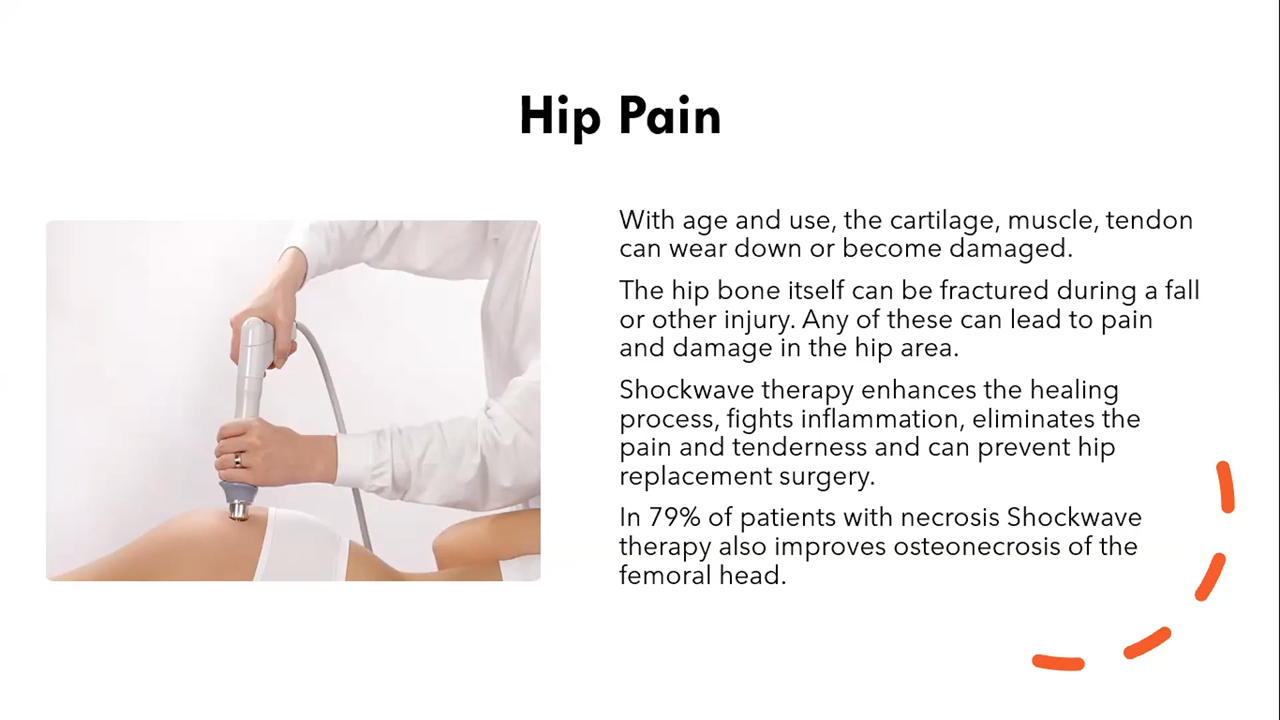 Hip Pain
With age and use, the cartilage, muscle, tendon
can wear down or become damaged.
The hip bone itself can be fractured during a fall
or other injury. Any of these can lead to pain
and damage in the hip area.
Shockwave therapy enhances the healing
process, fights inflammation, eliminates the
pain and tenderness and can prevent hip
replacement surgery.
In 79% of patients with necrosis Shockwave
therapy also improves osteonecrosis of the
femoral head.